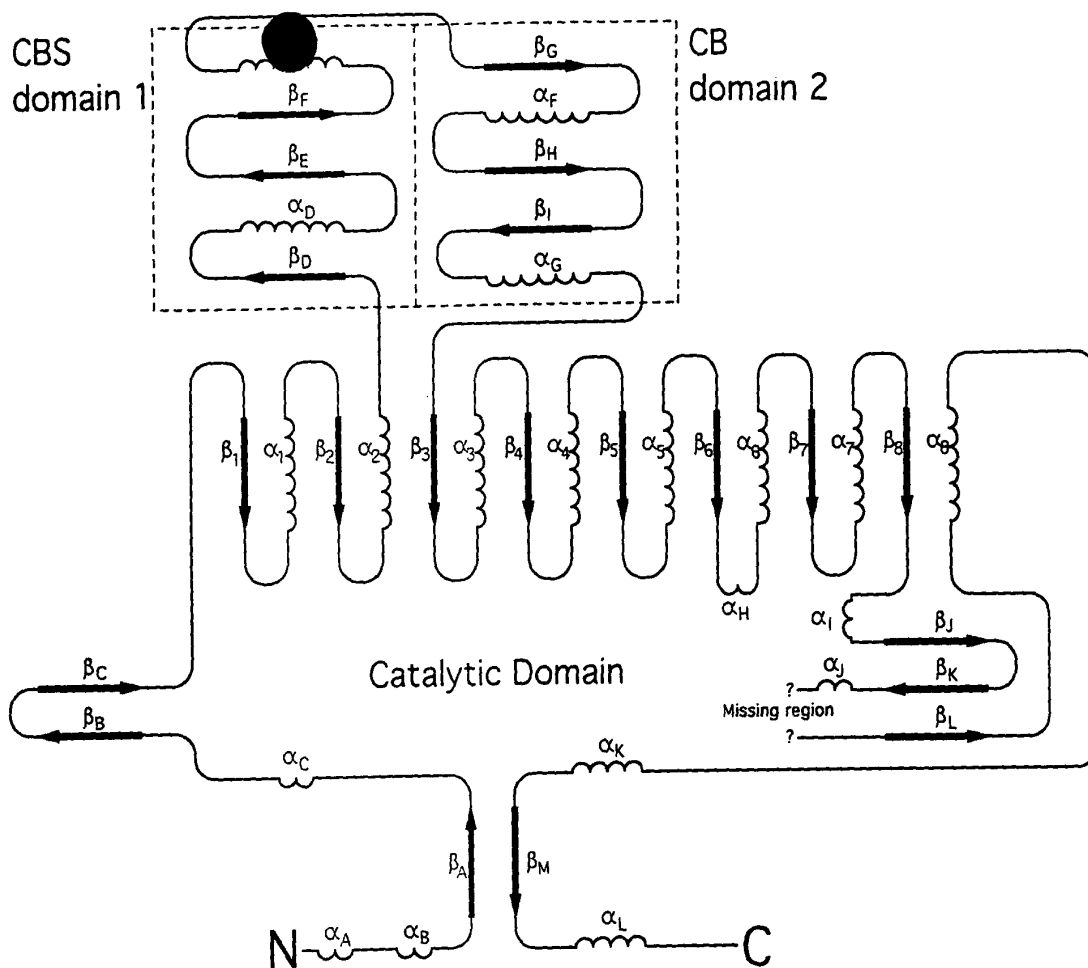 CBS
domain 1
CB
domain 2
βG
βF
αF
βE
βH
αD
βI
βD
αG
β1 α1 β2 α2 β3 α3 β4 α4 β5 α5 β6 α6 β7 α7 β8 α8
αH
αI
βJ
Catalytic Domain
βC
αJ
βK
?
Missing region
?
βB
βL
αC
αK
βA
βM
N
αA
αB
αL
C